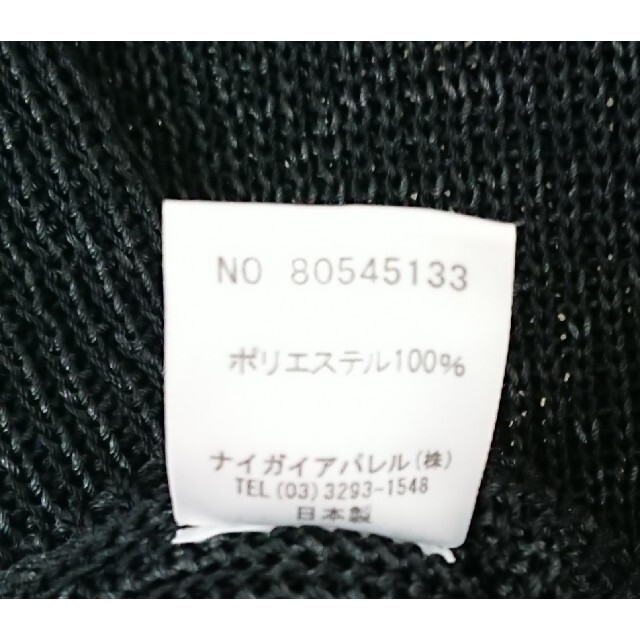 NO 80545133
ポリエステル100%
ナイガイアパレル(株)
TEL(03)3293-1548
日本製